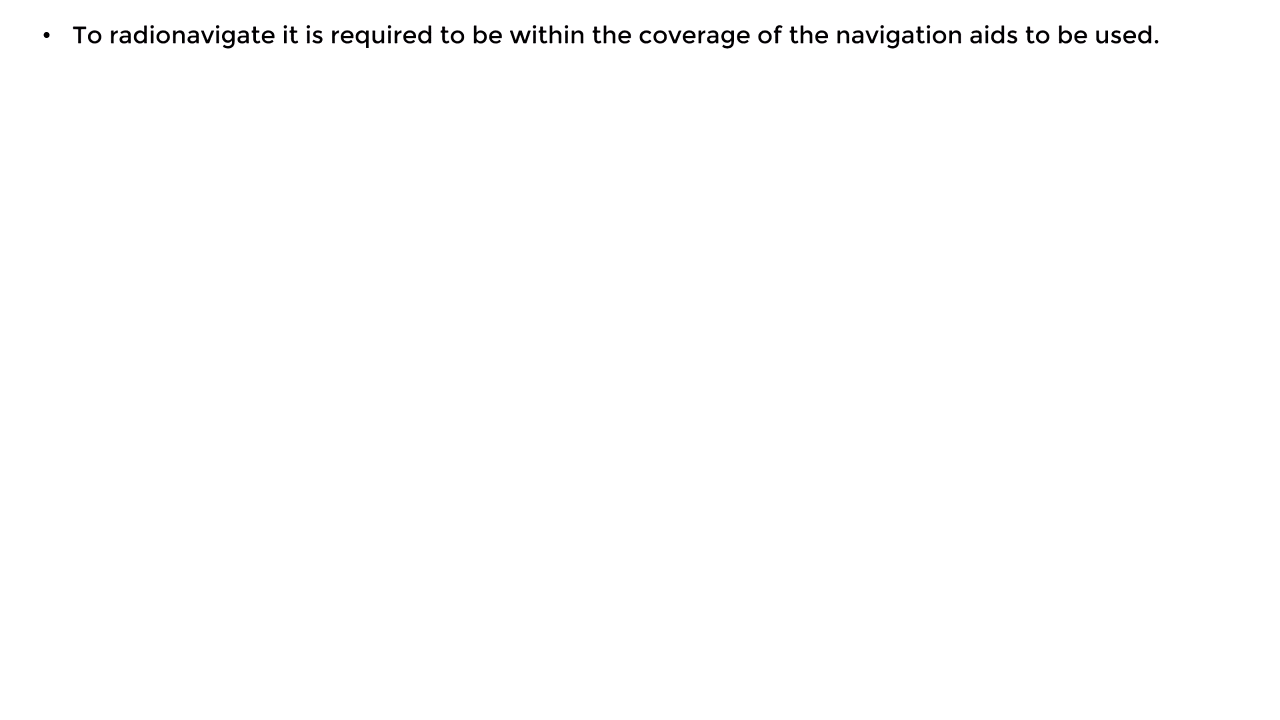 • To radionavigate it is required to be within the coverage of the navigation aids to be used.